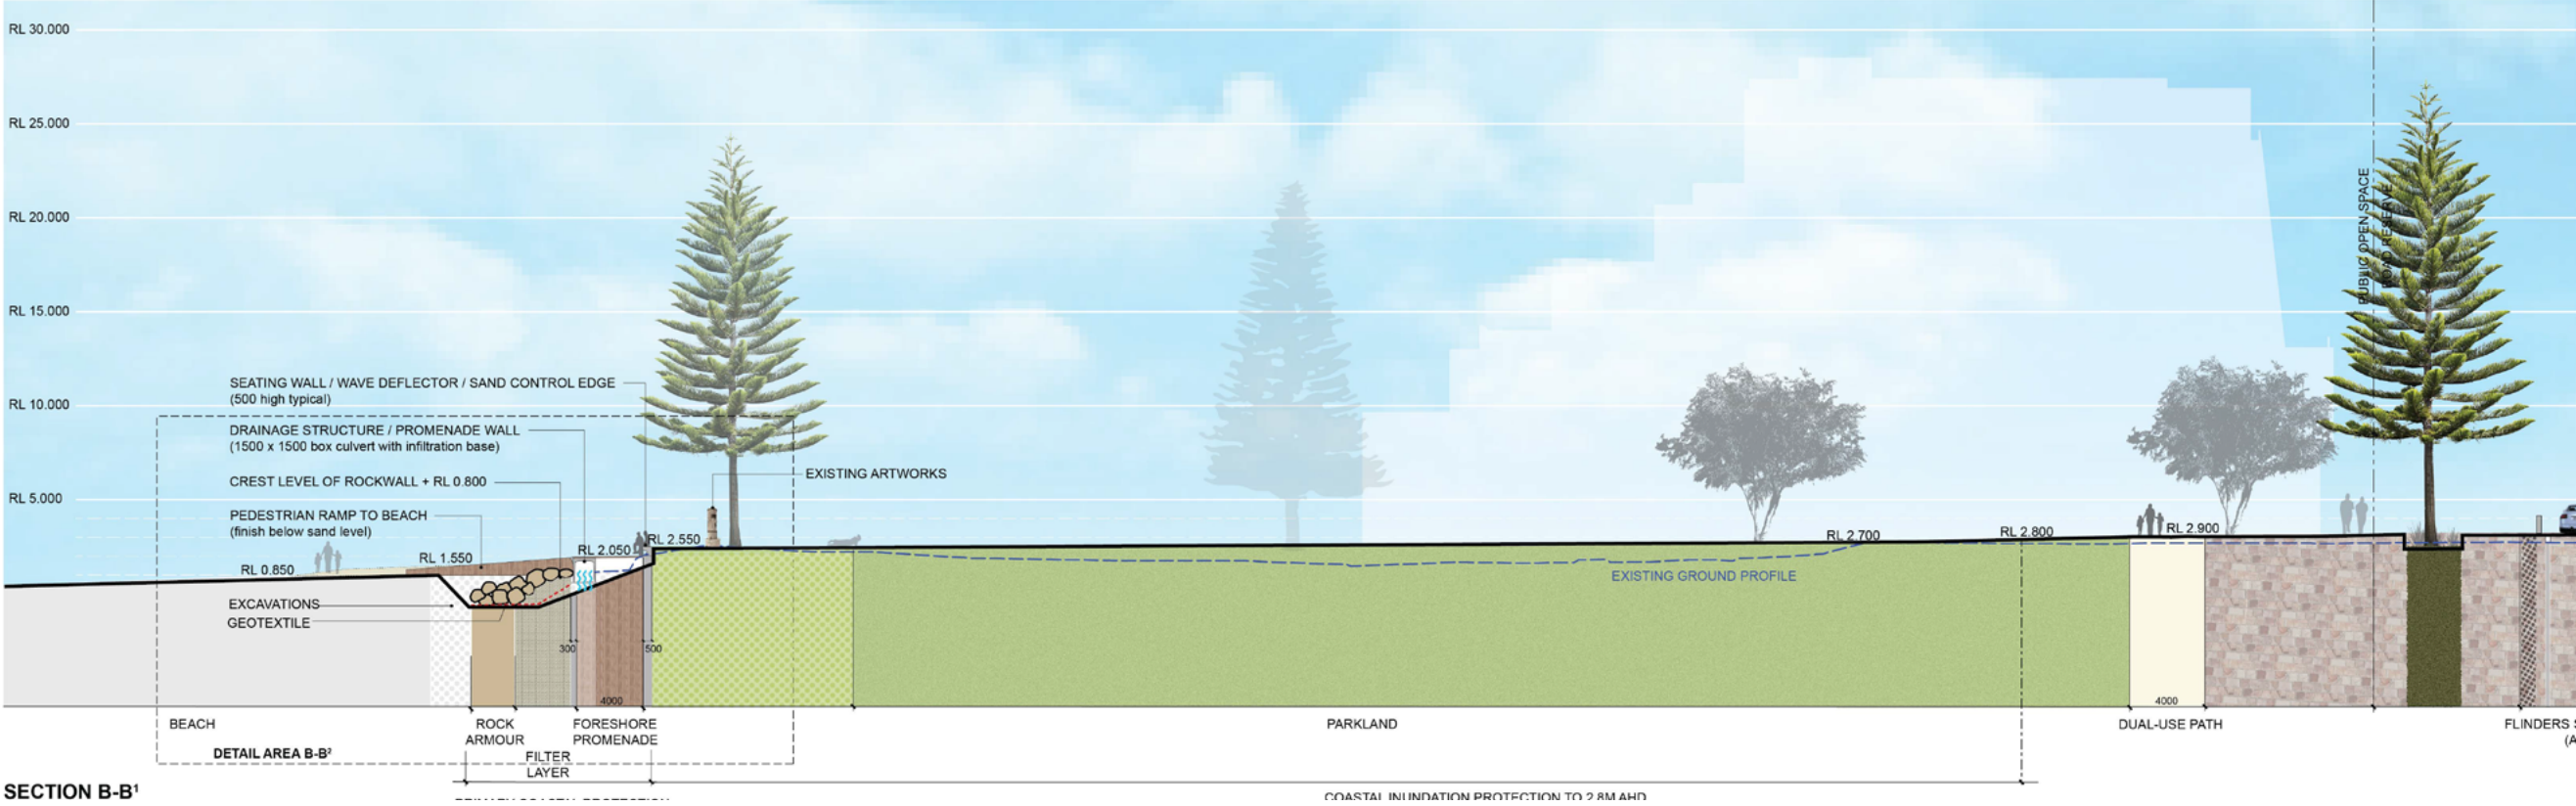 RL 30.000
RL 25.000
RL 20.000
RL 15.000
RL 10.000
RL 5.000
PUBLIC OPEN SPACE
ROAD RESERVE
SEATING WALL / WAVE DEFLECTOR / SAND CONTROL EDGE
(500 high typical)
DRAINAGE STRUCTURE / PROMENADE WALL
(1500 x 1500 box culvert with infiltration base)
CREST LEVEL OF ROCKWALL + RL 0.800
EXISTING ARTWORKS
PEDESTRIAN RAMP TO BEACH
(finish below sand level)
RL 0.850
RL 1.550
RL 2.050
RL 2.550
RL 2.700
RL 2.800
RL 2.900
EXISTING GROUND PROFILE
EXCAVATIONS
GEOTEXTILE
300
500
4000
4000
BEACH
ROCK
ARMOUR
FORESHORE
PROMENADE
PARKLAND
DUAL-USE PATH
FLINDERS
(A
DETAIL AREA B-B²
FILTER
LAYER
SECTION B-B¹
PRIMARY COASTAL PROTECTION
COASTAL INUNDATION PROTECTION TO 2.8M AHD